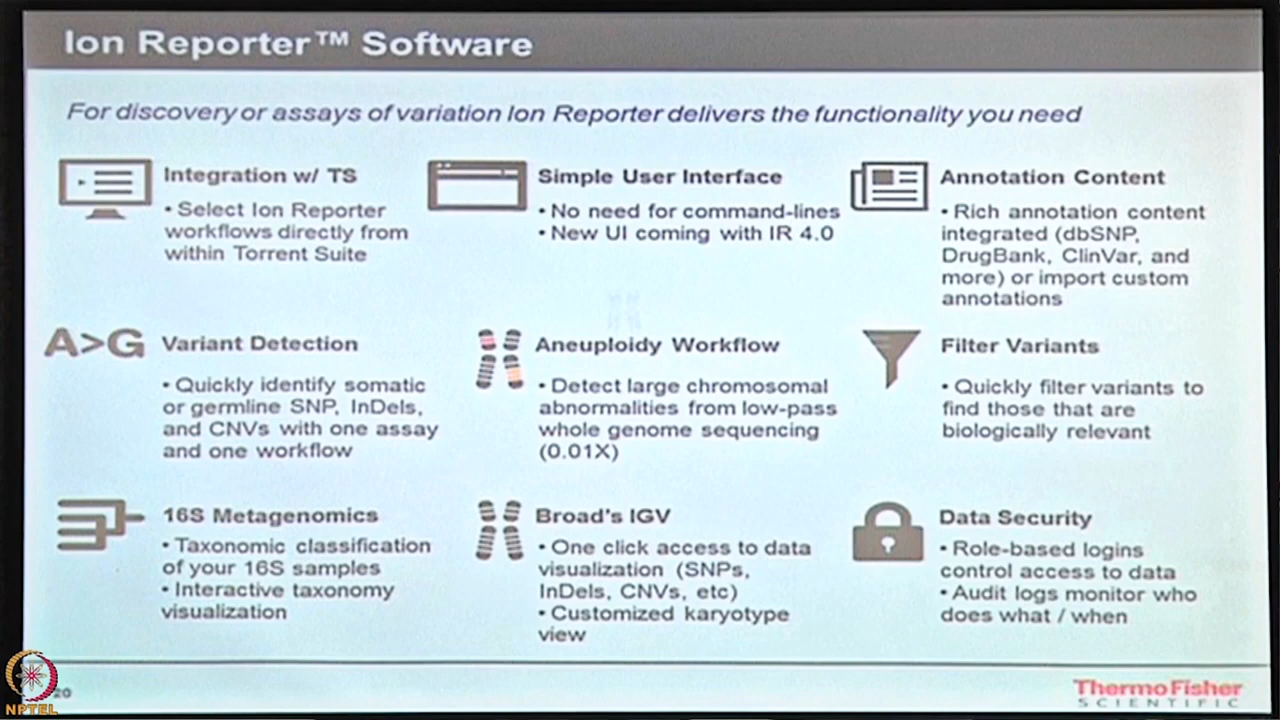 Ion Reporter™ Software
For discovery or assays of variation Ion Reporter delivers the functionality you need
Integration w/ TS
• Select Ion Reporter
workflows directly from
within Torrent Suite
Simple User Interface
• No need for command-lines
• New UI coming with IR 4.0
Annotation Content
• Rich annotation content
integrated (dbSNP,
DrugBank, ClinVar, and
more) or import custom
annotations
A>G
Variant Detection
• Quickly identify somatic
or germline SNP, InDels,
and CNVs with one assay
and one workflow
Aneuploidy Workflow
• Detect large chromosomal
abnormalities from low-pass
whole genome sequencing
(0.01X)
Filter Variants
• Quickly filter variants to
find those that are
biologically relevant
16S Metagenomics
• Taxonomic classification
of your 16S samples
• Interactive taxonomy
visualization
Broad's IGV
• One click access to data
visualization (SNPs,
InDels, CNVs, etc)
• Customized karyotype
view
Data Security
• Role-based logins
control access to data
• Audit logs monitor who
does what / when
20
NPTEL
ThermoFisher
SCIENTIFIC